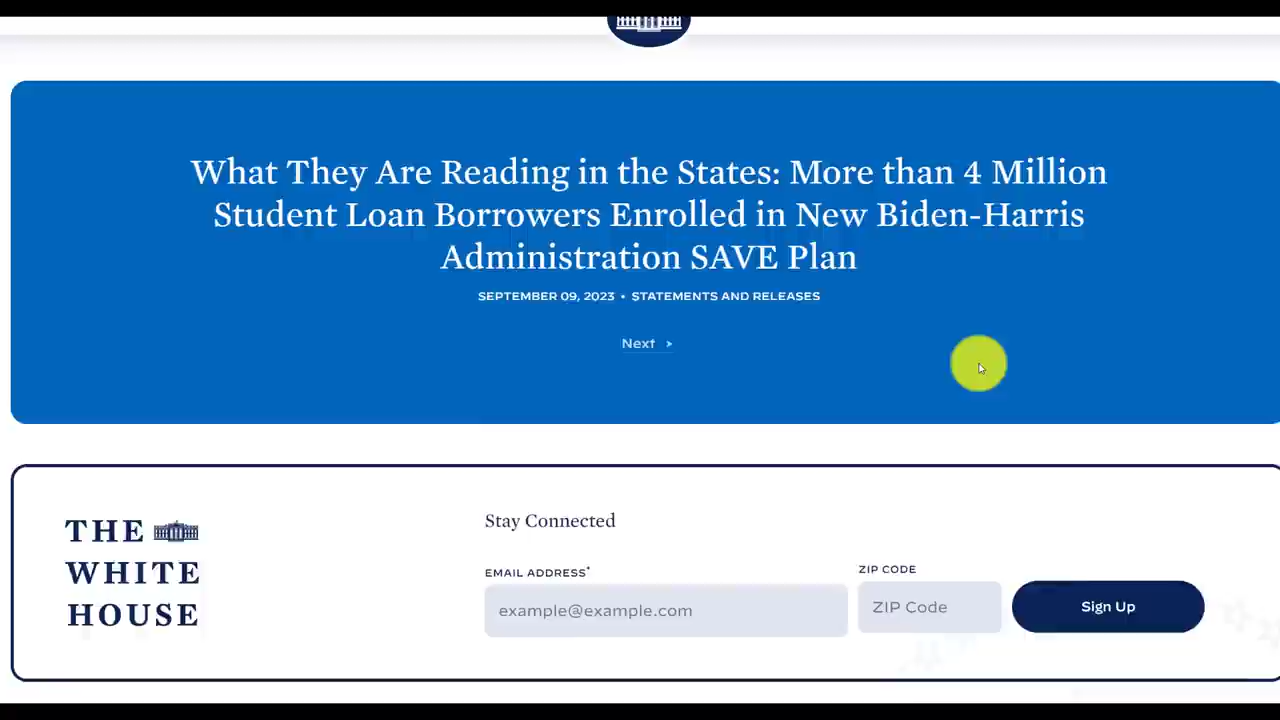 What They Are Reading in the States: More than 4 Million
Student Loan Borrowers Enrolled in New Biden-Harris
Administration SAVE Plan
SEPTEMBER 09, 2023 • STATEMENTS AND RELEASES
Next
THE
WHITE
HOUSE
Stay Connected
EMAIL ADDRESS*
example@example.com
ZIP CODE
ZIP Code
Sign Up